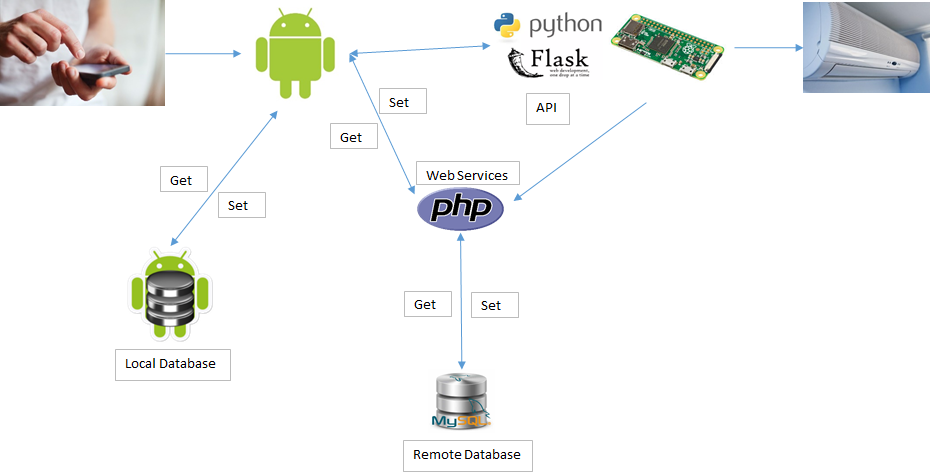 python
Flask
web development,
one drop at a time
API
Set
Get
Web Services
php
Get
Set
Local Database
Get
Set
MySQL
Remote Database